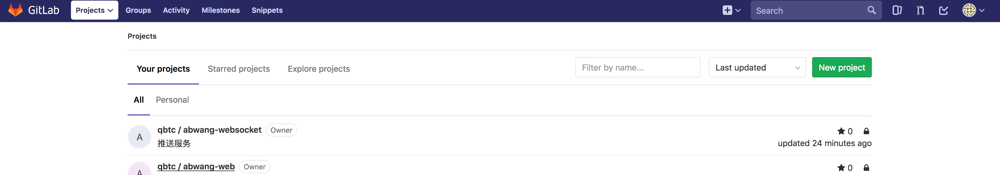 GitLab Projects Groups Activity Milestones Snippets Search
Projects
Your projects Starred projects Explore projects Filter by name... Last updated New project
All Personal
A qbtc / abwang-websocket Owner 0
推送服务 updated 24 minutes ago
A qbtc / abwang-web Owner 0